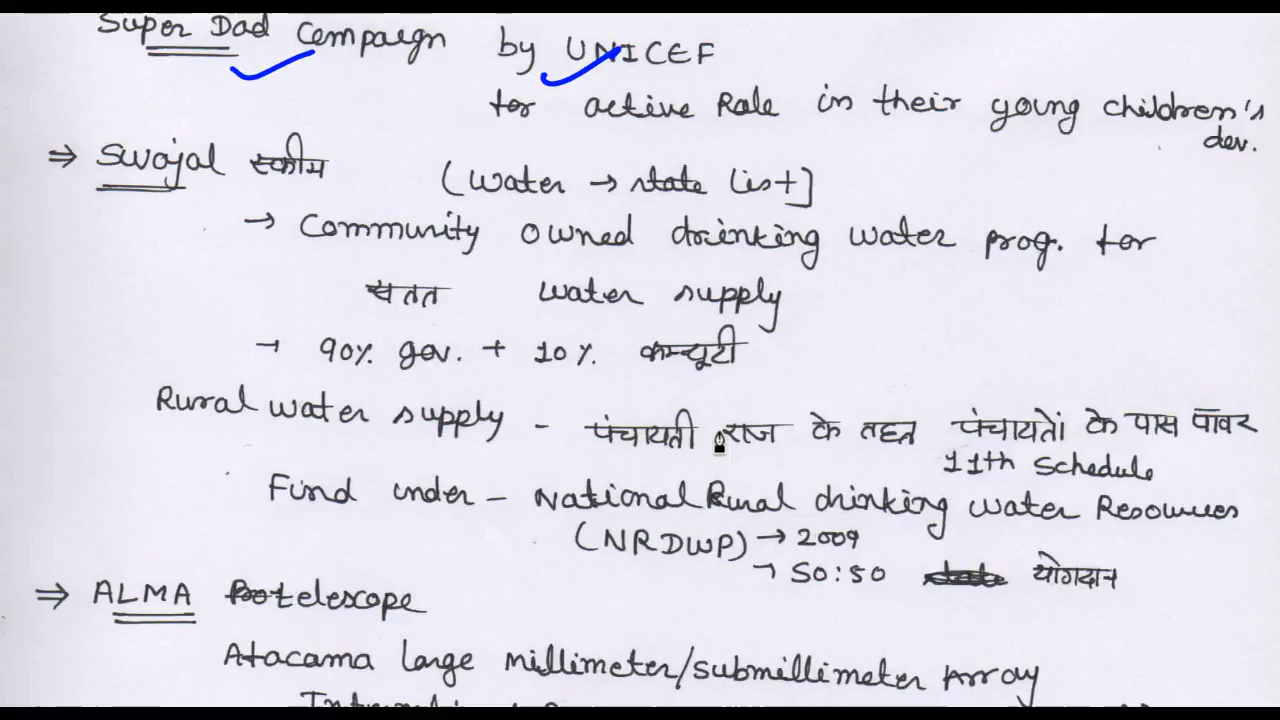 Super Dad Campaign by UNICEF
for active Role in their young children's
dev.
⇒ Swajal स्कीम (water → state list]
→ Community owned drinking water prog. for
सतत water supply
→ 90% gov. + 10% कम्यूटी
Rural water supply - पंचायती राज के तहत पंचायतों के पास पॉवर
11th Schedule
Fund under - National Rural drinking water Resources
(NRDWP) → 2009
→ 50:50 योगदान
⇒ ALMA telescope
Atacama large millimeter/submillimeter Array